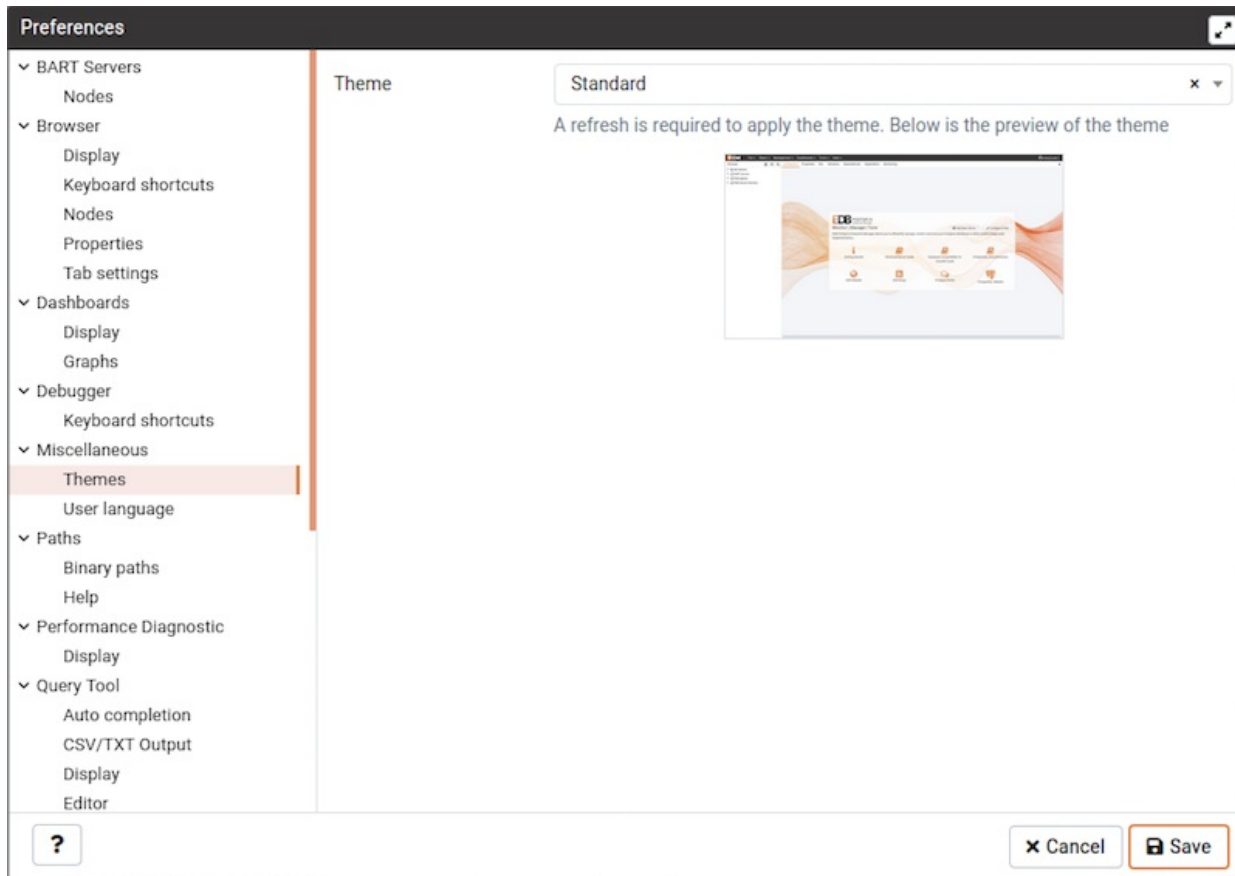 Preferences
BART Servers
Nodes
Browser
Display
Keyboard shortcuts
Nodes
Properties
Tab settings
Dashboards
Display
Graphs
Debugger
Keyboard shortcuts
Miscellaneous
Themes
User language
Paths
Binary paths
Help
Performance Diagnostic
Display
Query Tool
Auto completion
CSV/TXT Output
Display
Editor
Theme
Standard
A refresh is required to apply the theme. Below is the preview of the theme
EDB
?
Cancel
Save